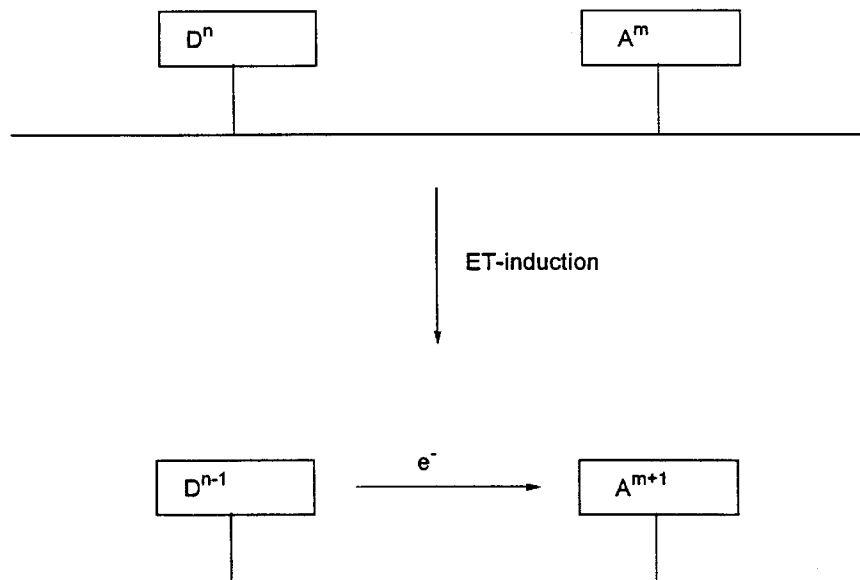 D^n A^m
ET-induction
e^-
D^{n-1} A^{m+1}